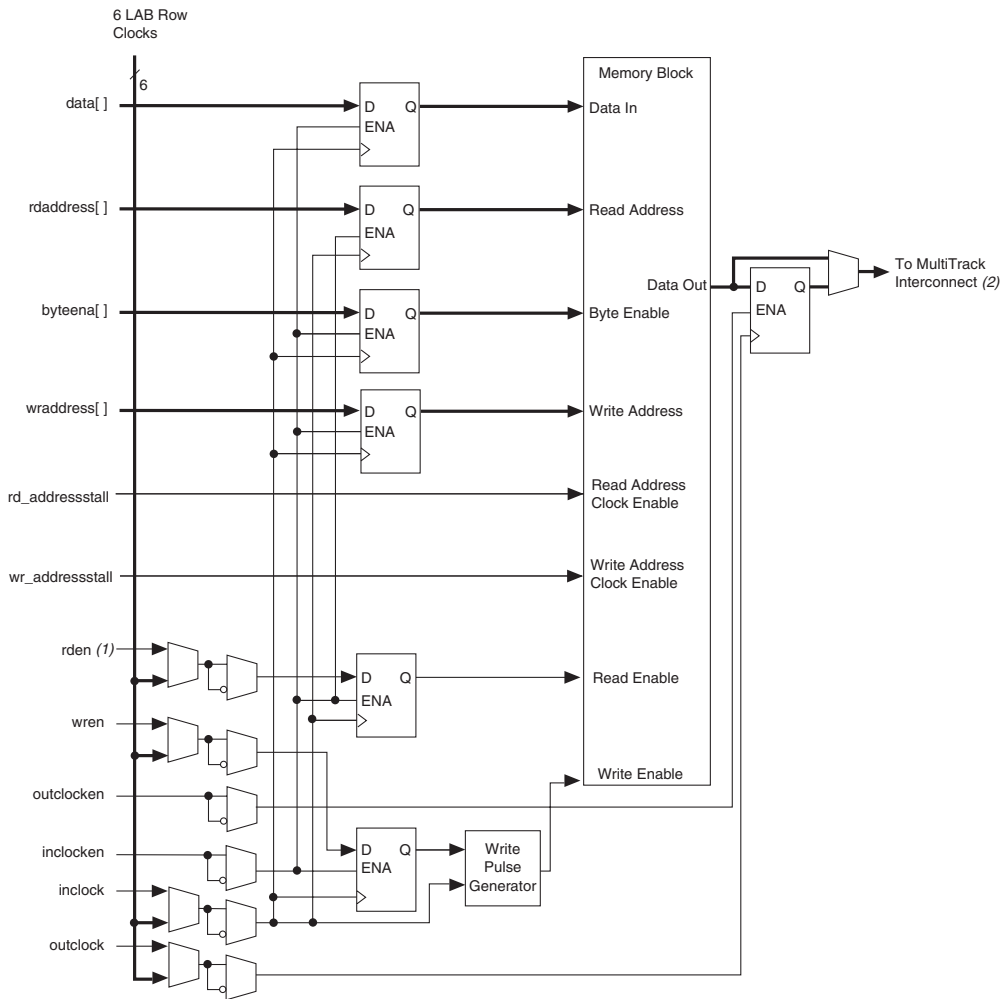 6 LAB Row
Clocks
6
data[ ]
D Q
ENA
Memory Block
Data In
rdaddress[ ]
D Q
ENA
Read Address
To MultiTrack
Interconnect (2)
Data Out
D Q
ENA
byteena[ ]
D Q
ENA
Byte Enable
wraddress[ ]
D Q
ENA
Write Address
rd_addressstall
Read Address
Clock Enable
wr_addressstall
Write Address
Clock Enable
rden (1)
D Q
ENA
Read Enable
wren
Write Enable
outclocken
inclocken
D Q
ENA
Write
Pulse
Generator
inclock
outclock